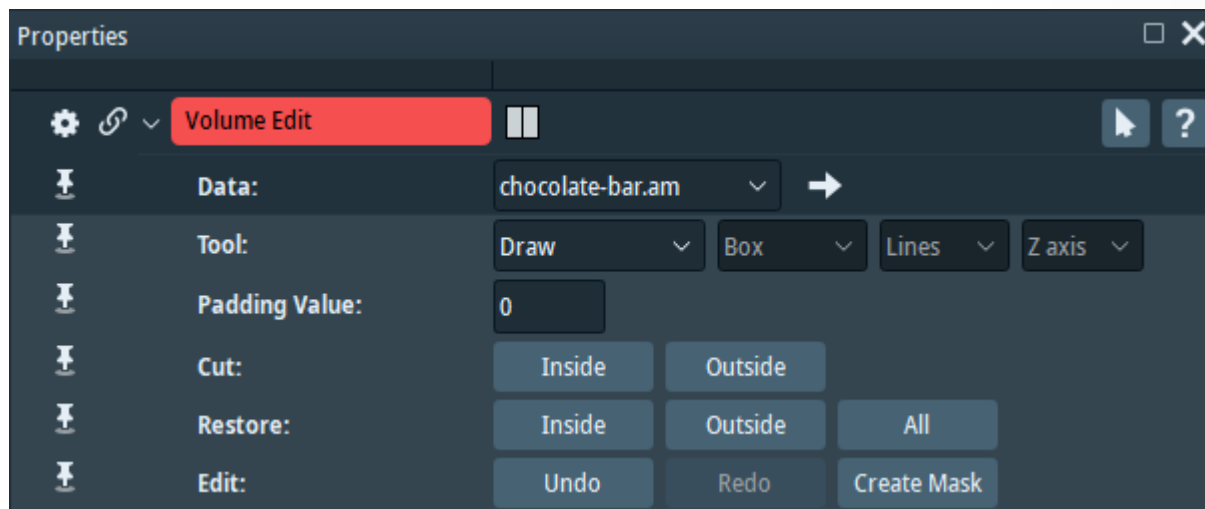 Properties
Volume Edit ?
Data: chocolate-bar.am
Tool: Draw Box Lines Z axis
Padding Value: 0
Cut: Inside Outside
Restore: Inside Outside All
Edit: Undo Redo Create Mask